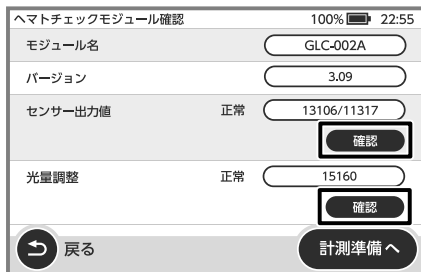 ヘマトチェックモジュール確認 100% 22:55
モジュール名 GLC-002A
バージョン 3.09
センサー出力値 正常 13106/11317
確認
光量調整 正常 15160
確認
戻る 計測準備へ